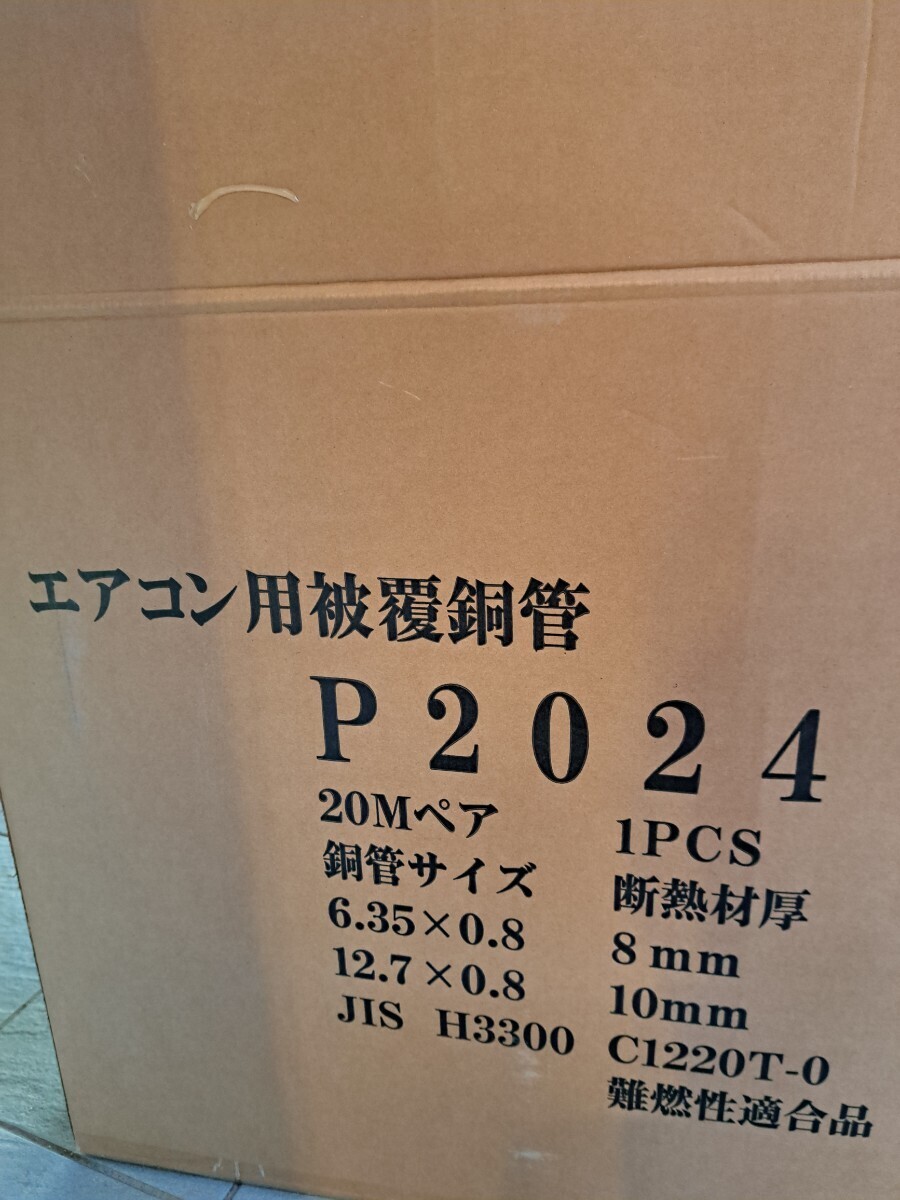 エアコン用被覆銅管
P2024
20Mペア 1PCS
銅管サイズ 断熱材厚
6.35×0.8 8mm
12.7×0.8 10mm
JIS H3300 C1220T-0
難燃性適合品